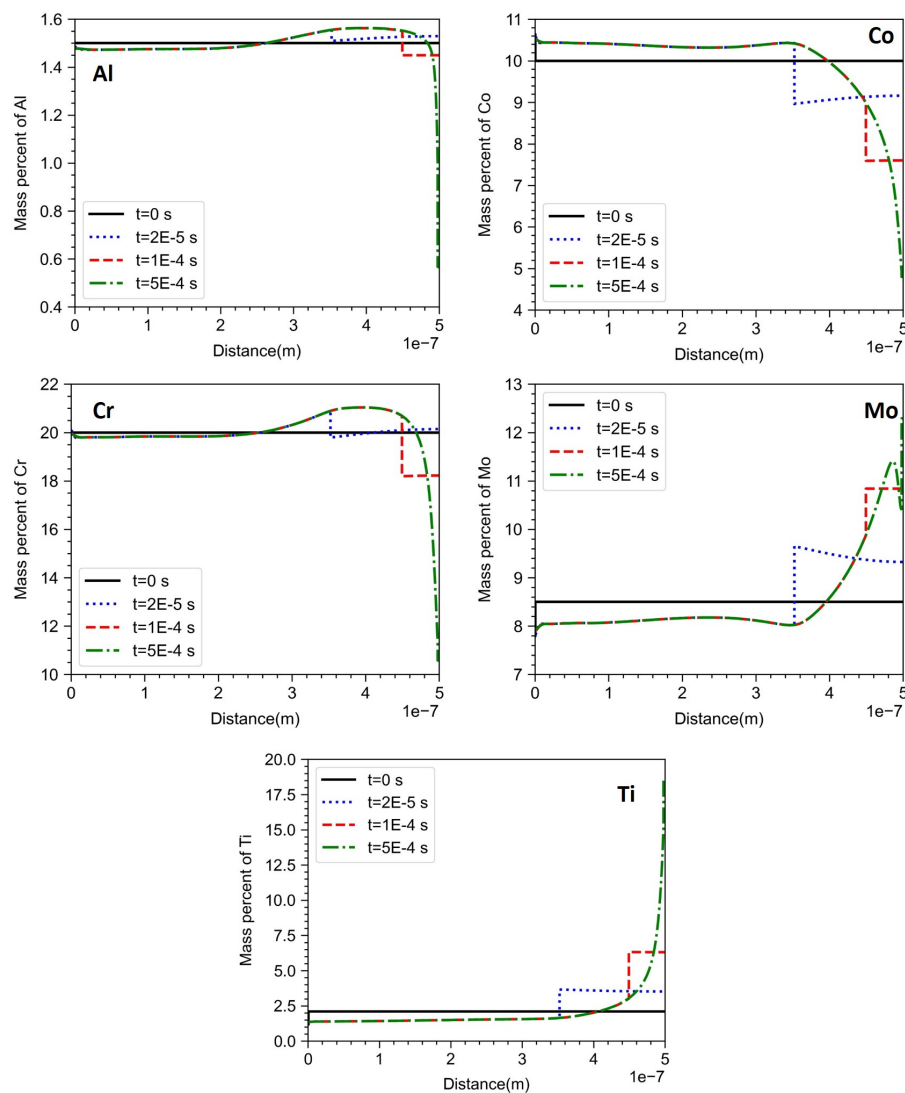 1.6
1.4
1.2
1.0
0.8
0.6
0.4
Mass percent of Al
Al
t=0 s
t=2E-5 s
t=1E-4 s
t=5E-4 s
0 1 2 3 4 5
1e−7
Distance(m)
11
10
9
8
7
6
5
4
Mass percent of Co
Co
t=0 s
t=2E-5 s
t=1E-4 s
t=5E-4 s
0 1 2 3 4 5
1e−7
Distance(m)
22
20
18
16
14
12
10
Mass percent of Cr
Cr
t=0 s
t=2E-5 s
t=1E-4 s
t=5E-4 s
0 1 2 3 4 5
1e−7
Distance(m)
13
12
11
10
9
8
7
Mass percent of Mo
Mo
t=0 s
t=2E-5 s
t=1E-4 s
t=5E-4 s
0 1 2 3 4 5
1e−7
Distance(m)
20.0
17.5
15.0
12.5
10.0
7.5
5.0
2.5
0.0
Mass percent of Ti
Ti
t=0 s
t=2E-5 s
t=1E-4 s
t=5E-4 s
0 1 2 3 4 5
1e−7
Distance(m)